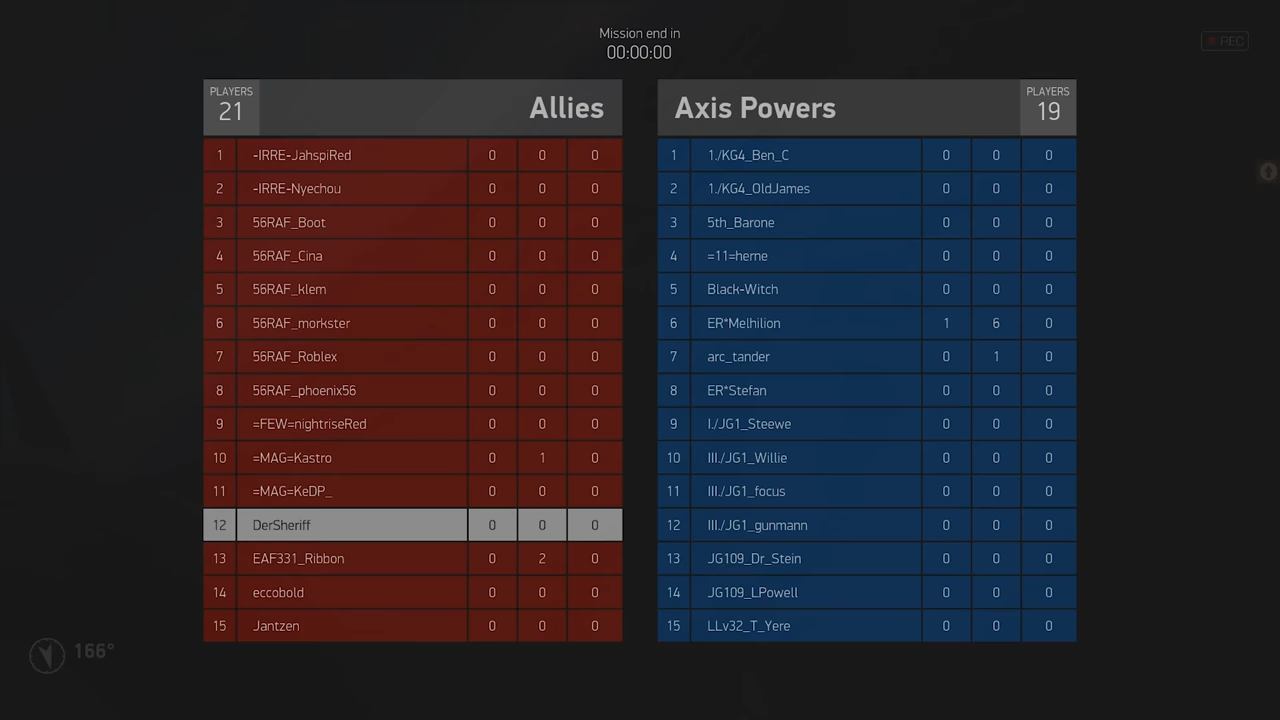 Mission end in
00:00:00
REC
PLAYERS
21
Allies
1 -IRRE-JahspiRed 0 0 0
2 -IRRE-Nyechou 0 0 0
3 56RAF_Boot 0 0 0
4 56RAF_Cina 0 0 0
5 56RAF_klem 0 0 0
6 56RAF_morkster 0 0 0
7 56RAF_Roblex 0 0 0
8 56RAF_phoenix56 0 0 0
9 =FEW=nightriseRed 0 0 0
10 =MAG=Kastro 0 1 0
11 =MAG=KeDP_ 0 0 0
12 DerSheriff 0 0 0
13 EAF331_Ribbon 0 2 0
14 eccobold 0 0 0
15 Jantzen 0 0 0
Axis Powers
PLAYERS
19
1 1./KG4_Ben_C 0 0 0
2 1./KG4_OldJames 0 0 0
3 5th_Barone 0 0 0
4 =11=herne 0 0 0
5 Black-Witch 0 0 0
6 ER*Melhilion 1 6 0
7 arc_tander 0 1 0
8 ER*Stefan 0 0 0
9 I./JG1_Steewe 0 0 0
10 III./JG1_Willie 0 0 0
11 III./JG1_focus 0 0 0
12 III./JG1_gunmann 0 0 0
13 JG109_Dr_Stein 0 0 0
14 JG109_LPowell 0 0 0
15 LLv32_T_Yere 0 0 0
166°